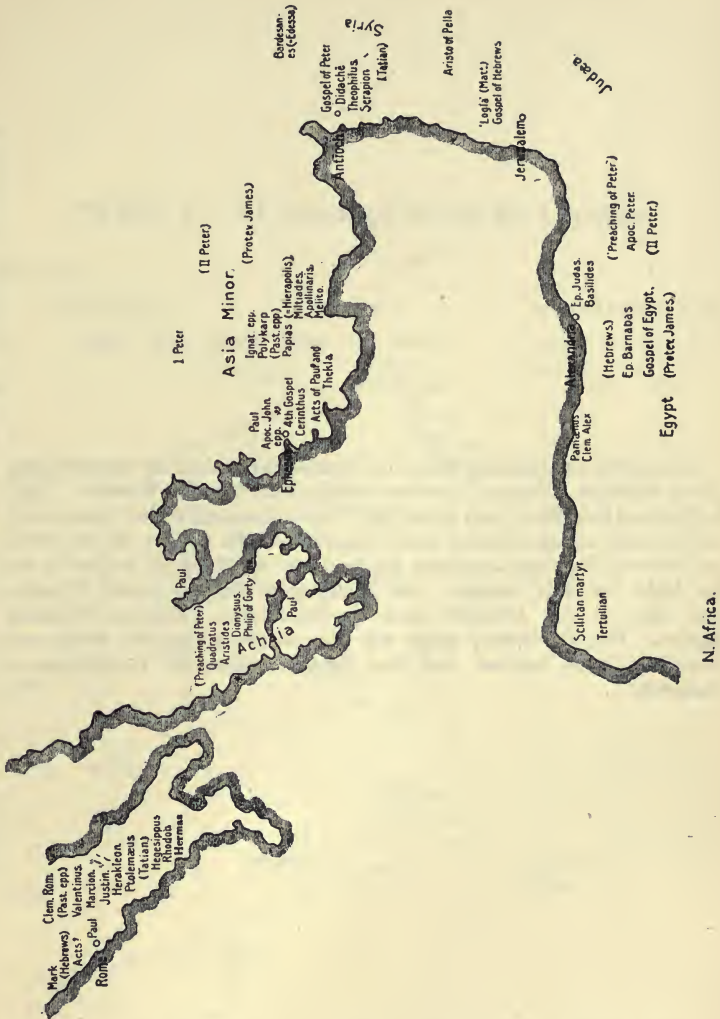 Mark
(Hebrews)
Acts?
Paul
Rome
Clem. Rom.
(Past. epp)
Valentinus.
Marcion.
Justin.
Herakleon
Ptolemæus
(Tatian)
Hegesippus
Rhodon
Hermas
Paul
(Preaching of Peter)
Quadratus
Aristides
Dionysius.
Philip of Gorty
Achaia
Paul
1 Peter
(II Peter)
Asia Minor.
(Protev James)
Paul
Apoc. John.
epp. "
4th Gospel
Cerinthus
Ephesus
Acts of Paul and
Thekla
Ignat epp.
Polykarp
(Past. epp)
Papias (=Hierapolis)
Miltiades.
Apollinaris.
Melito.
Bardesan-
es (=Edessa)
Syria
Gospel of Peter
Didachê
Theophilus.
Serapion
(Tatian)
Antioch
Aristo of Pella
'Logia' (Matt.)
Gospel of Hebrews
Jerusalem
Judæa.
Alexandria
Ep. Judas.
Basilides
('Preaching of Peter')
Apoc. Peter.
(II Peter.)
(Hebrews)
Ep. Barnabas
Gospel of Egypt.
(Protev James.)
Egypt
Pantænus
Clem. Alex
Scilitan martyr
Tertullian
N. Africa.